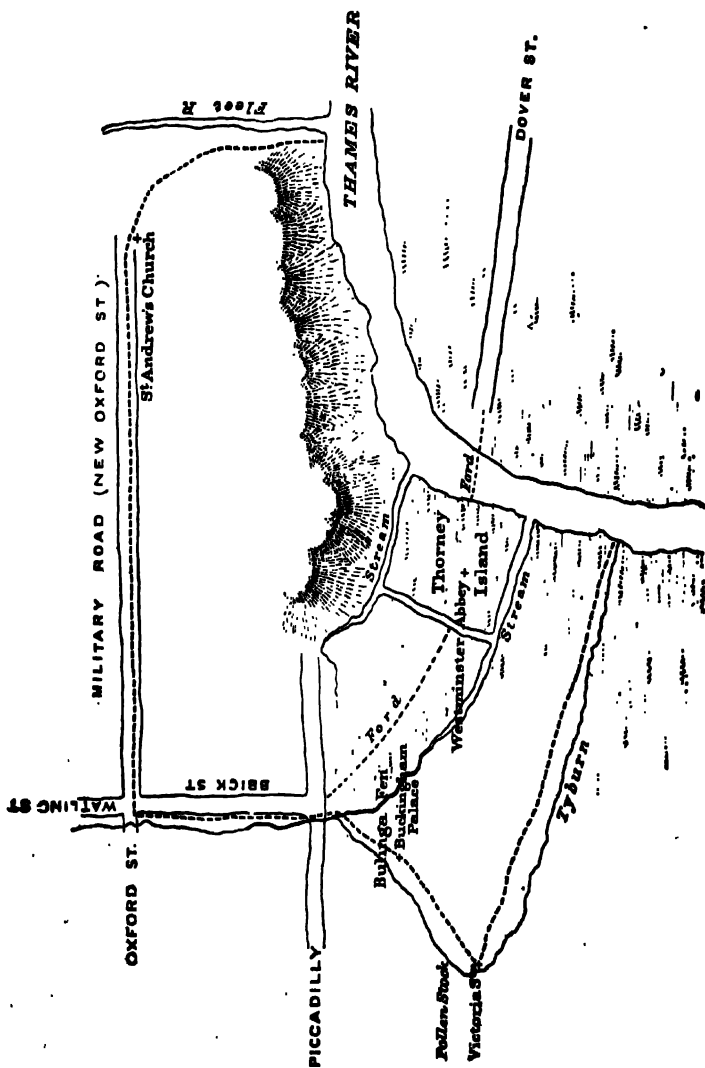 Fleet R
THAMES RIVER
DOVER ST.
MILITARY ROAD (NEW OXFORD ST)
St. Andrew's Church
Stream
Ford
Thorney
Island
Westminster Abbey +
Stream
Ford
WATLING ST
BRICK ST
Bulinga Fen
Buckingham
Palace
Tyburn
OXFORD ST.
PICCADILLY
Pollen Stock
Victoria Stn